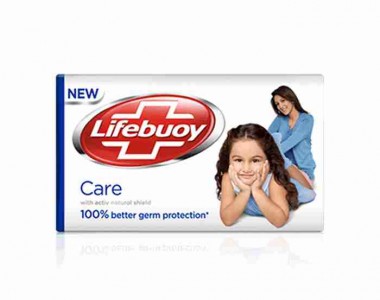 NEW
Lifebuoy
Care
with activ natural shield
100% better germ protection*